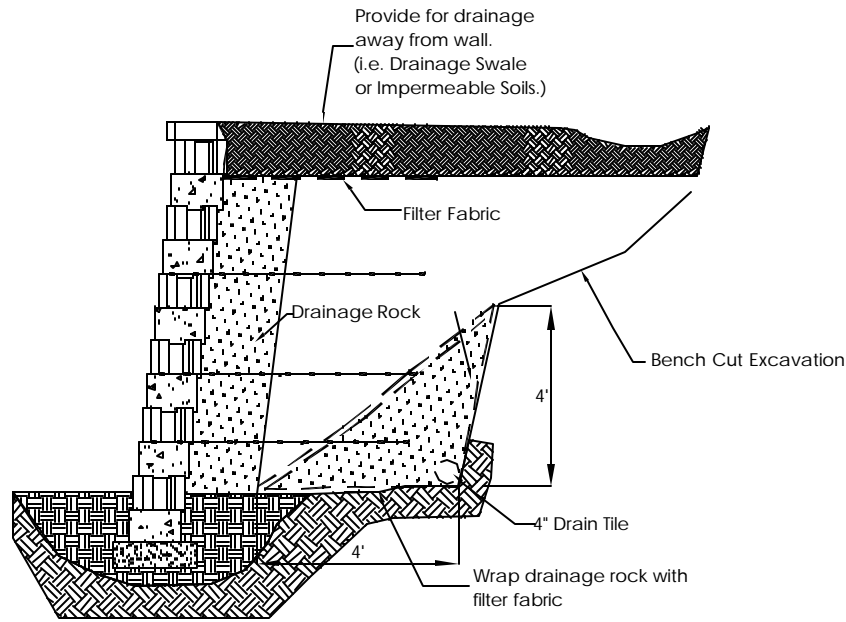 Provide for drainage
away from wall.
(i.e. Drainage Swale
or Impermeable Soils.)
Filter Fabric
Drainage Rock
Bench Cut Excavation
4'
4" Drain Tile
4'
Wrap drainage rock with
filter fabric